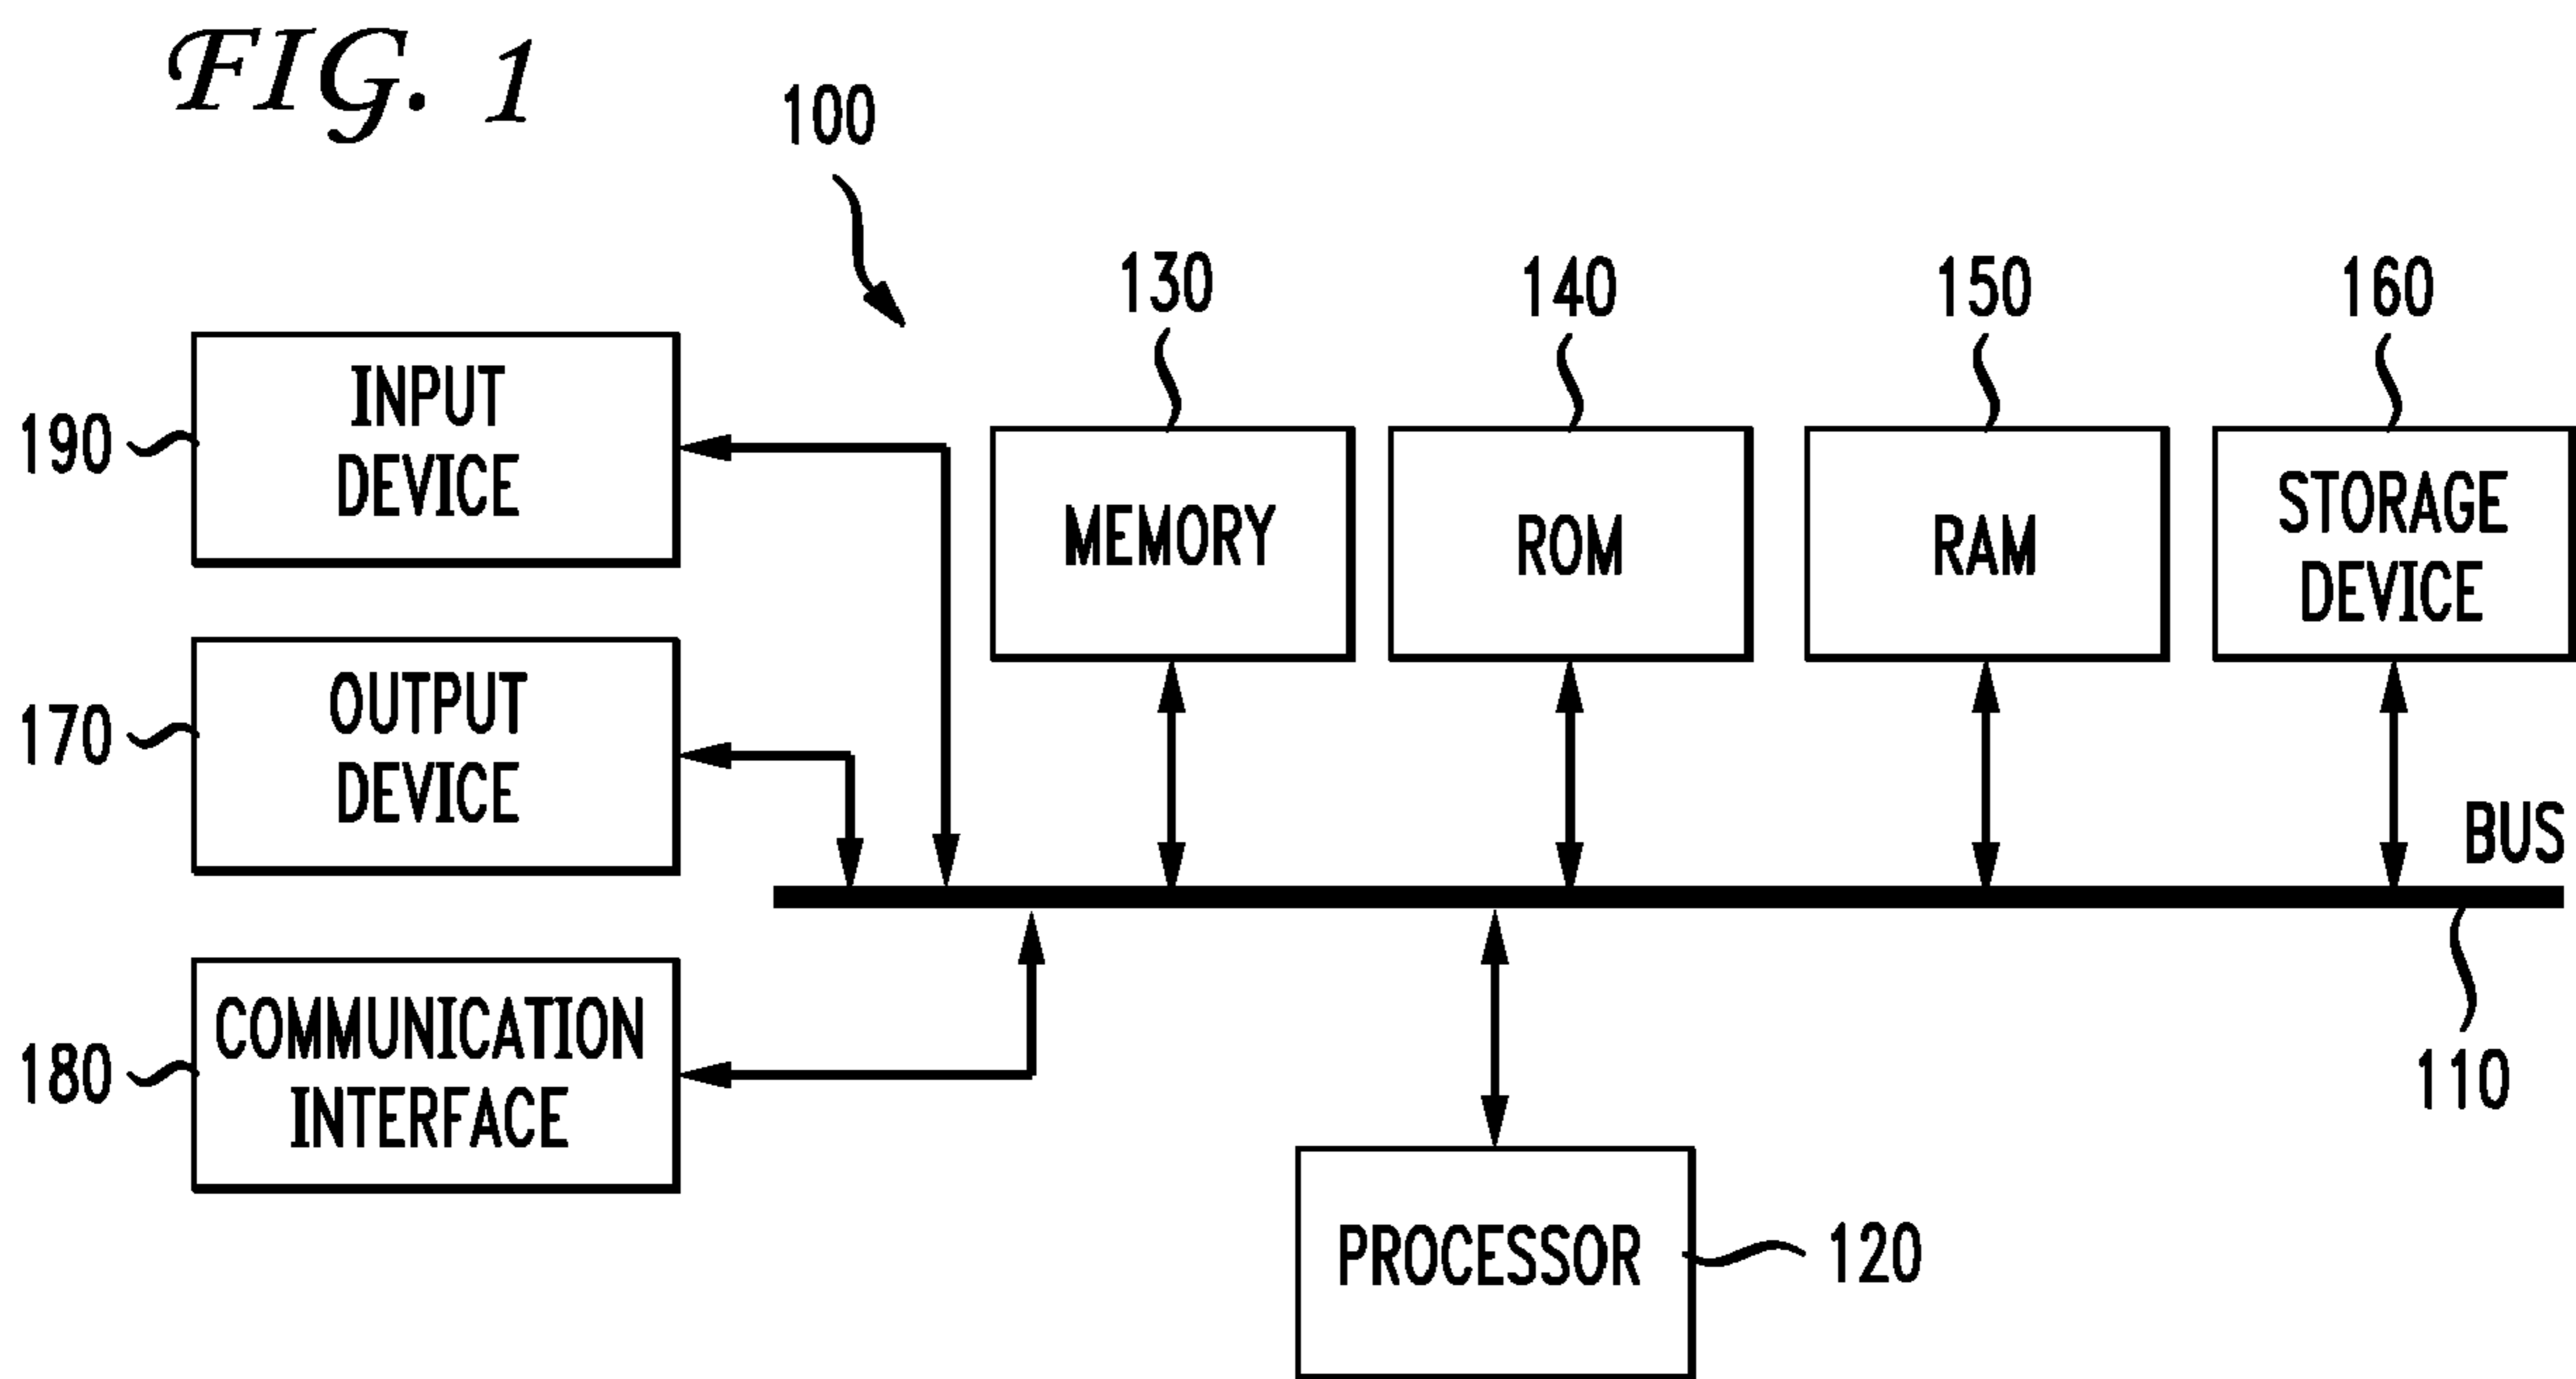 FIG. 1
100
130
140
150
160
190
INPUT
DEVICE
MEMORY
ROM
RAM
STORAGE
DEVICE
170
OUTPUT
DEVICE
BUS
180
COMMUNICATION
INTERFACE
110
PROCESSOR
120